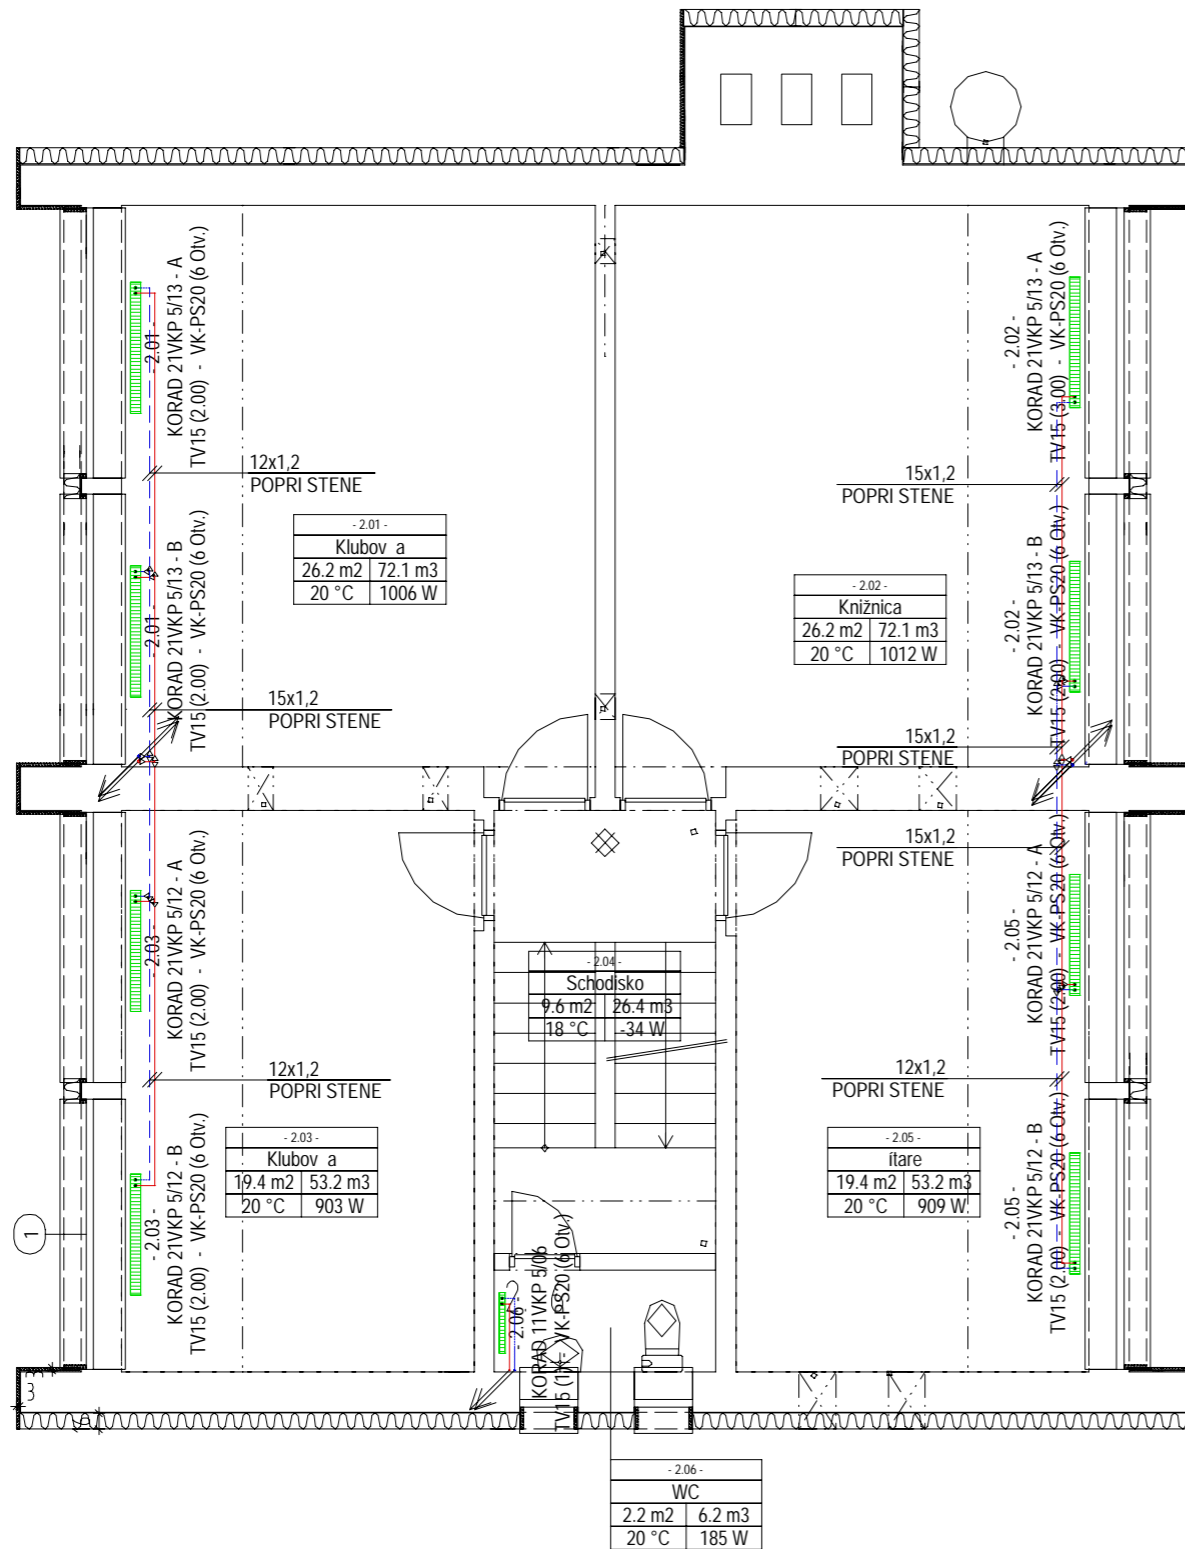 - 2.01 -
KORAD 21VKP 5/13 - A
TV15 (2.00) - VK-PS20 (6 Otv.)
- 2.02 -
KORAD 21VKP 5/13 - A
TV15 (3.00) - VK-PS20 (6 Otv.)
12x1,2
POPRI STENE
15x1,2
POPRI STENE
- 2.01 -
Klubov a
26.2 m2 72.1 m3
20 °C 1006 W
- 2.01 -
KORAD 21VKP 5/13 - B
TV15 (2.00) - VK-PS20 (6 Otv.)
- 2.02 -
Knižnica
26.2 m2 72.1 m3
20 °C 1012 W
- 2.02 -
KORAD 21VKP 5/13 - B
TV15 (2.00) - VK-PS20 (6 Otv.)
15x1,2
POPRI STENE
15x1,2
POPRI STENE
15x1,2
POPRI STENE
- 2.03 -
KORAD 21VKP 5/12 - A
TV15 (2.00) - VK-PS20 (6 Otv.)
- 2.04 -
Schodisko
9.6 m2 26.4 m3
18 °C -34 W
- 2.05 -
KORAD 21VKP 5/12 - A
TV15 (2.00) - VK-PS20 (6 Otv.)
12x1,2
POPRI STENE
12x1,2
POPRI STENE
- 2.03 -
Klubov a
19.4 m2 53.2 m3
20 °C 903 W
- 2.03 -
KORAD 21VKP 5/12 - B
TV15 (2.00) - VK-PS20 (6 Otv.)
- 2.05 -
ítare
19.4 m2 53.2 m3
20 °C 909 W
- 2.05 -
KORAD 21VKP 5/12 - B
TV15 (2.00) - VK-PS20 (6 Otv.)
1
- 2.06 -
KORAD 11VKP 5/06
TV15 (1) - VK-PS20 (6 Otv.)
3
- 2.06 -
WC
2.2 m2 6.2 m3
20 °C 185 W